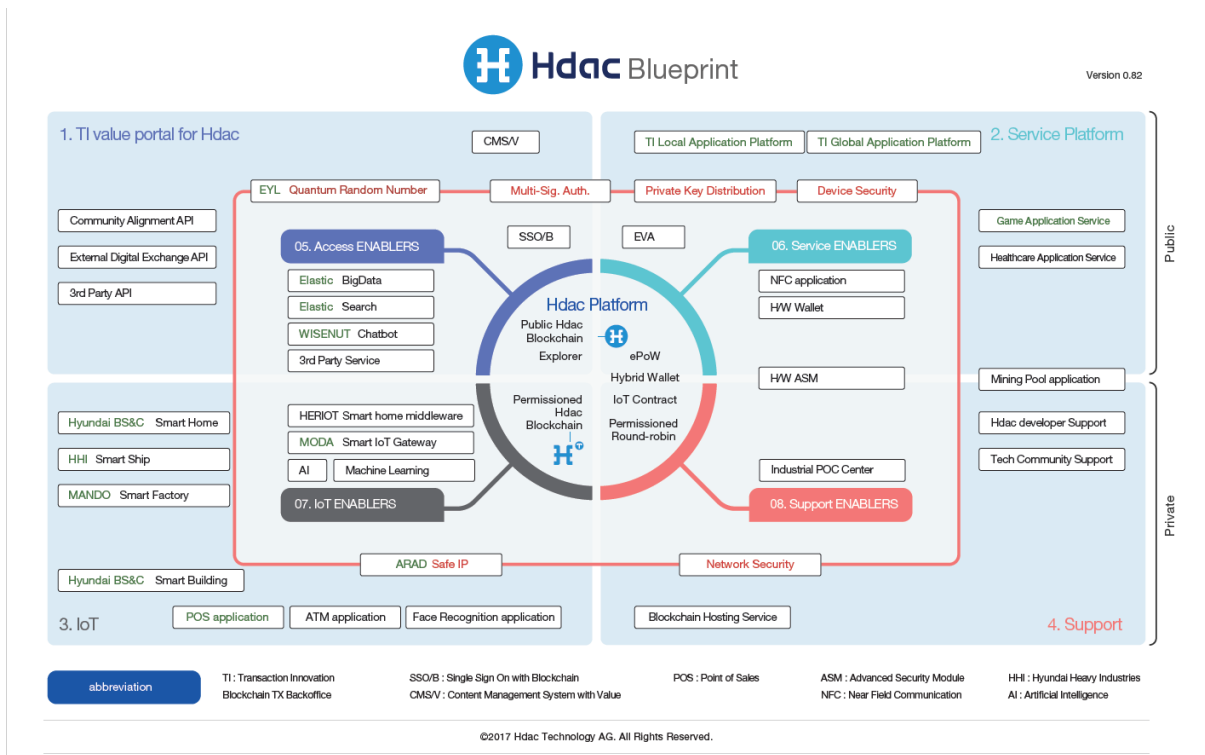 Hdac Blueprint
Version 0.82
1. TI value portal for Hdac
CMS/V
TI Local Application Platform
TI Global Application Platform
2. Service Platform
EYL Quantum Random Number
Multi-Sig. Auth.
Private Key Distribution
Device Security
Community Alignment API
External Digital Exchange API
3rd Party API
05. Access ENABLERS
SSO/B
EVA
06. Service ENABLERS
Game Application Service
Healthcare Application Service
Public
Elastic BigData
Elastic Search
WISENUT Chatbot
3rd Party Service
NFC application
H/W Wallet
Hdac Platform
Public Hdac
Blockchain
Explorer
ePoW
Hybrid Wallet
IoT Contract
Permissioned
Round-robin
Permissioned
Hdac
Blockchain
H/W ASM
Mining Pool application
Hdac developer Support
Tech Community Support
Private
Hyundai BS&C Smart Home
HHI Smart Ship
MANDO Smart Factory
HERIOT Smart home middleware
MODA Smart IoT Gateway
AI
Machine Learning
07. IoT ENABLERS
Industrial POC Center
08. Support ENABLERS
ARAD Safe IP
Network Security
Hyundai BS&C Smart Building
3. IoT
POS application
ATM application
Face Recognition application
Blockchain Hosting Service
4. Support
abbreviation
TI : Transaction Innovation
Blockchain TX Backoffice
SSO/B : Single Sign On with Blockchain
CMS/V : Content Management System with Value
POS : Point of Sales
ASM : Advanced Security Module
NFC : Near Field Communication
HHI : Hyundai Heavy Industries
AI : Artificial Intelligence
©2017 Hdac Technology AG. All Rights Reserved.